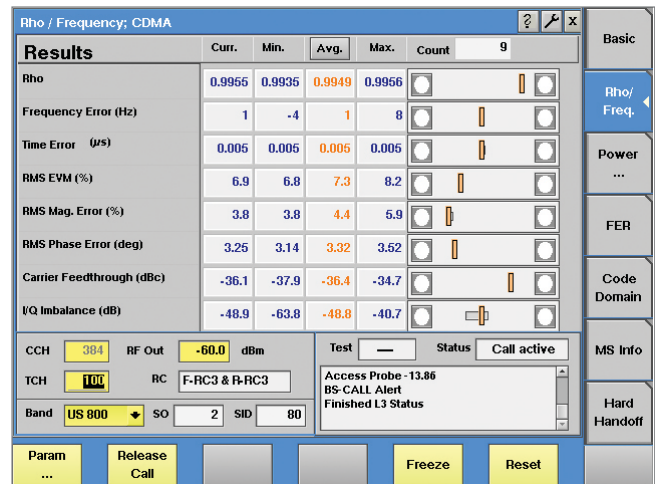 Rho / Frequency; CDMA ? x
Results Curr. Min. Avg. Max. Count 9
Rho 0.9955 0.9935 0.9949 0.9956
Frequency Error (Hz) 1 -4 1 8
Time Error (µs) 0.005 0.005 0.005 0.005
RMS EVM (%) 6.9 6.8 7.3 8.2
RMS Mag. Error (%) 3.8 3.8 4.4 5.9
RMS Phase Error (deg) 3.25 3.14 3.32 3.52
Carrier Feedthrough (dBc) -36.1 -37.9 -36.4 -34.7
I/Q Imbalance (dB) -48.9 -63.8 -48.8 -40.7
CCH 384 RF Out -60.0 dBm
TCH 100 RC F-RC3 & R-RC3
Band US 800 SO 2 SID 80
Test — Status Call active
Access Probe -13.86
BS-CALL Alert
Finished L3 Status
Basic
Rho/
Freq.
Power
...
FER
Code
Domain
MS Info
Hard
Handoff
Param
...
Release
Call
Freeze
Reset